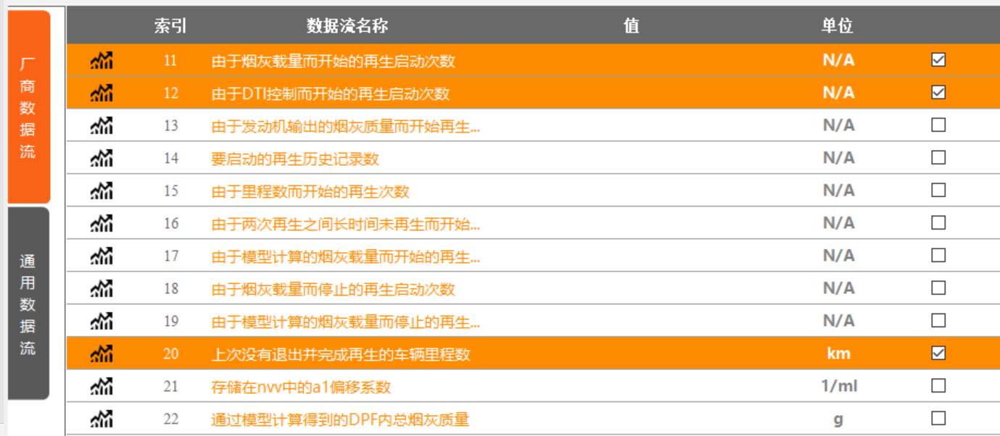 厂商数据流
通用数据流
索引 数据流名称 值 单位
11 由于烟灰载量而开始的再生启动次数 N/A
12 由于DTI控制而开始的再生启动次数 N/A
13 由于发动机输出的烟灰质量而开始再生... N/A
14 要启动的再生历史记录数 N/A
15 由于里程数而开始的再生次数 N/A
16 由于两次再生之间长时间未再生而开始... N/A
17 由于模型计算的烟灰载量而开始的再生... N/A
18 由于烟灰载量而停止的再生启动次数 N/A
19 由于模型计算的烟灰载量而停止的再生... N/A
20 上次没有退出并完成再生的车辆里程数 km
21 存储在nvv中的a1偏移系数 1/ml
22 通过模型计算得到的DPF内总烟灰质量 g